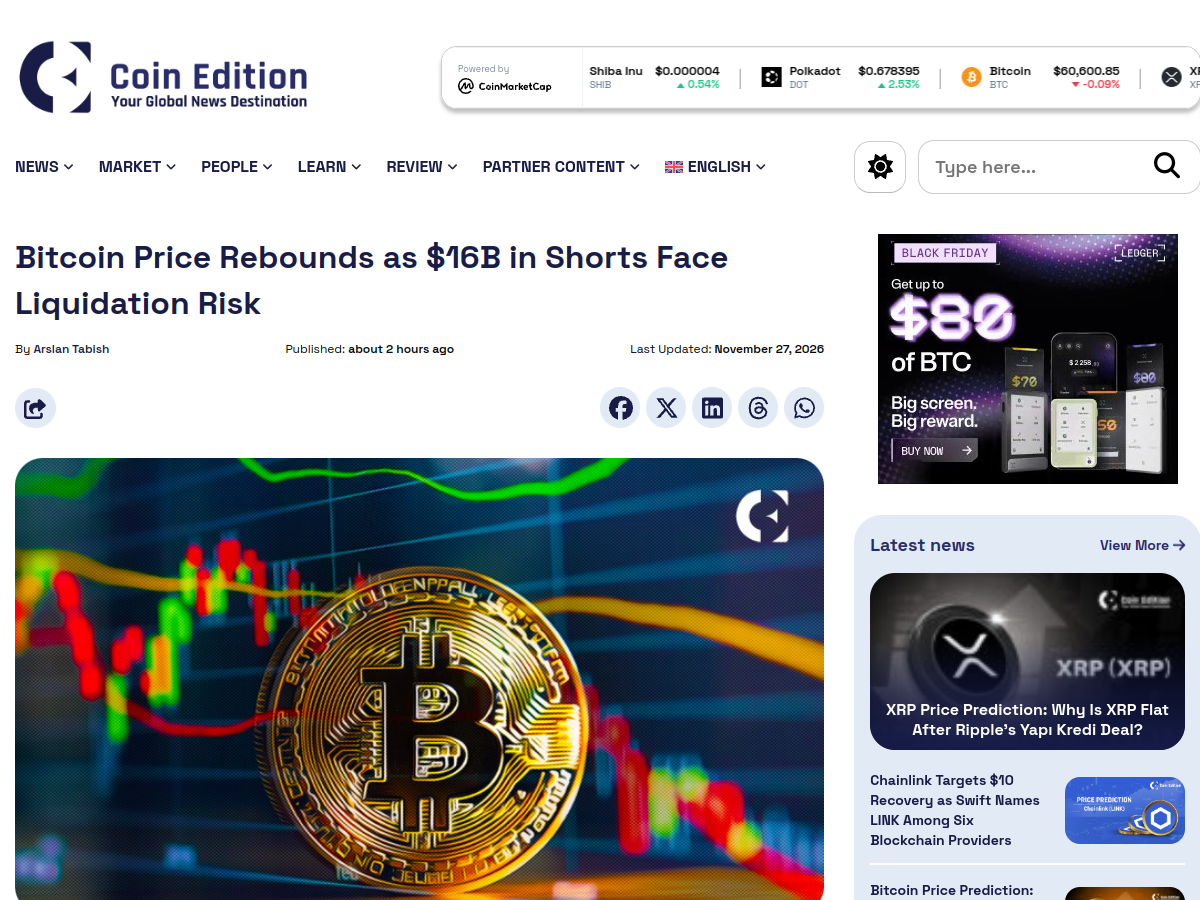 Coin Edition
Your Global News Destination
Powered by
CoinMarketCap
Shiba Inu $0.000004
SHIB 0.54%
Polkadot $0.678395
DOT 2.53%
Bitcoin $60,600.85
BTC -0.09%
NEWS MARKET PEOPLE LEARN REVIEW PARTNER CONTENT ENGLISH
Type here...
Bitcoin Price Rebounds as $16B in Shorts Face
Liquidation Risk
By Arslan Tabish
Published: about 2 hours ago
Last Updated: November 27, 2026
BLACK FRIDAY
LEDGER
Get up to
$80
of BTC
Big screen.
Big reward.
BUY NOW
$70
$80
Latest news
View More
Coin Edition
XRP (XRP)
XRP Price Prediction: Why Is XRP Flat
After Ripple's Yapı Kredi Deal?
Chainlink Targets $10
Recovery as Swift Names
LINK Among Six
Blockchain Providers
PRICE PREDICTION
Chainlink (LINK)
Bitcoin Price Prediction: